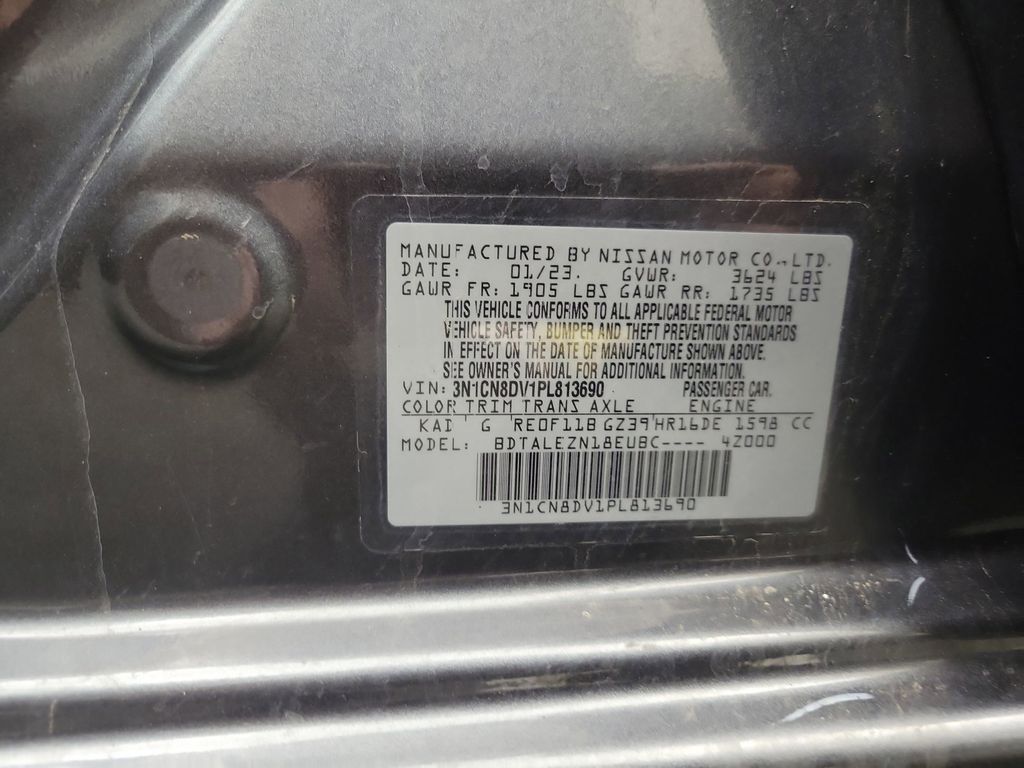 MANUFACTURED BY NISSAN MOTOR CO.,LTD.
DATE: 01/23. GVWR: 3624 LBS
GAWR FR: 1905 LBS GAWR RR: 1735 LBS
THIS VEHICLE CONFORMS TO ALL APPLICABLE FEDERAL MOTOR
VEHICLE SAFETY, BUMPER AND THEFT PREVENTION STANDARDS
IN EFFECT ON THE DATE OF MANUFACTURE SHOWN ABOVE.
SEE OWNER'S MANUAL FOR ADDITIONAL INFORMATION.
VIN: 3N1CN8DV1PL813690 PASSENGER CAR.
COLOR TRIM TRANS AXLE ENGINE
KAD G RE0F11B GZ39 HR16DE 1598 CC
MODEL: BDTALEZN18EUBC---- 4Z000
3N1CN8DV1PL813690